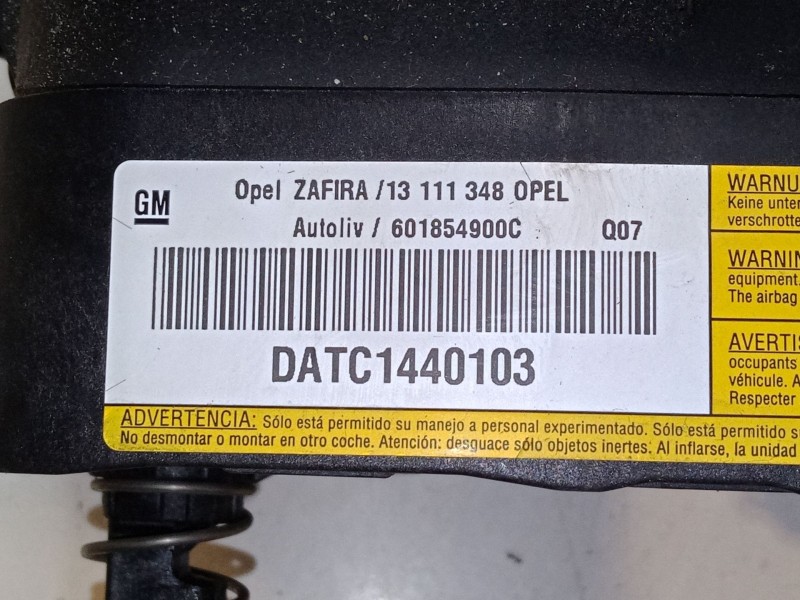 GM
Opel ZAFIRA /13 111 348 OPEL
Autoliv / 601854900C Q07
DATC1440103
Keine
verschrotte
WARNIN
equipment.
The airbag
AVERTIS
occupants
véhicule. A
Respecter
ADVERTENCIA: Sólo está permitido su manejo a personal experimentado. Sólo está permitido su
No desmontar o montar en otro coche. Atención: desguace sólo objetos inertes. Al inflarse, la unidad